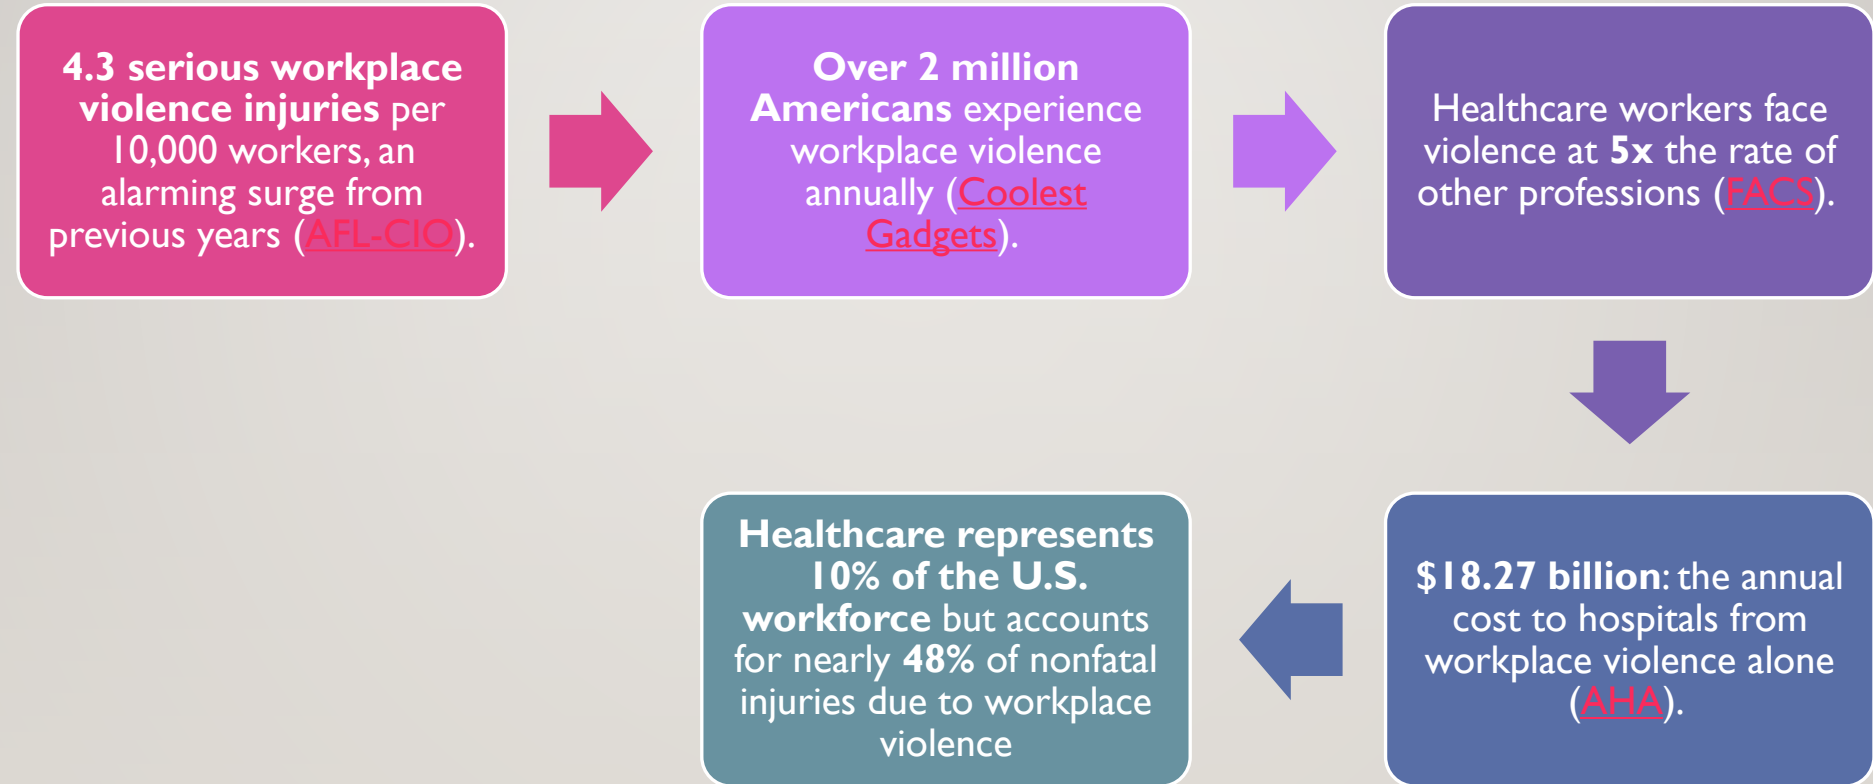 4.3 serious workplace
violence injuries per
10,000 workers, an
alarming surge from
previous years (AFL-CIO).
Over 2 million
Americans experience
workplace violence
annually (Coolest
Gadgets).
Healthcare workers face
violence at 5x the rate of
other professions (FACS).
$18.27 billion: the annual
cost to hospitals from
workplace violence alone
(AHA).
Healthcare represents
10% of the U.S.
workforce but accounts
for nearly 48% of nonfatal
injuries due to workplace
violence